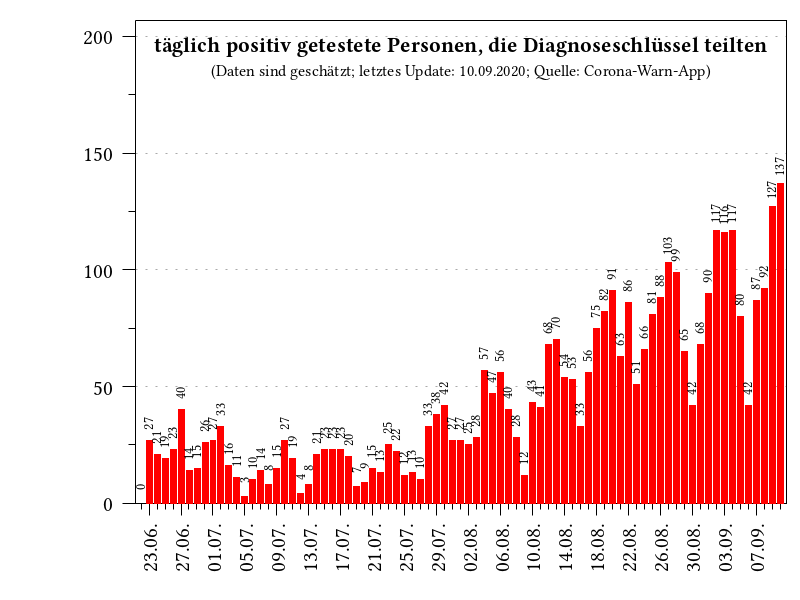 täglich positiv getestete Personen, die Diagnoseschlüssel teilten
(Daten sind geschätzt; letztes Update: 10.09.2020; Quelle: Corona-Warn-App)
200
150
100
50
0
0 27 21 19 23 40 14 15 26 27 33 16 11 3 10 14 8 15 27 19 4 8 21 23 23 23 20 7 9 15 13 25 22 12 13 10 33 38 42 27 27 25 28 57 47 56 40 28 12 43 41 68 70 54 53 33 56 75 82 91 63 86 51 66 81 88 103 99 65 42 68 90 117 116 117 80 42 87 92 127 137
23.06. 27.06. 01.07. 05.07. 09.07. 13.07. 17.07. 21.07. 25.07. 29.07. 02.08. 06.08. 10.08. 14.08. 18.08. 22.08. 26.08. 30.08. 03.09. 07.09.